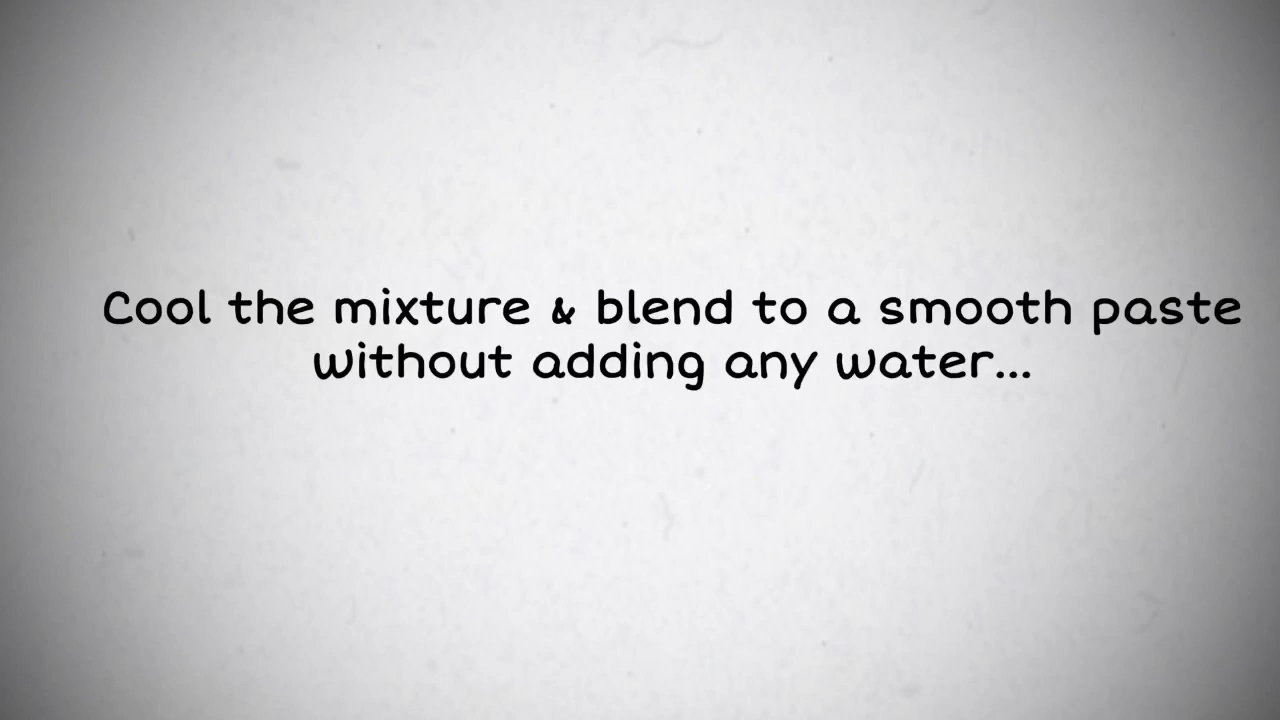 Cool the mixture & blend to a smooth paste
without adding any water...